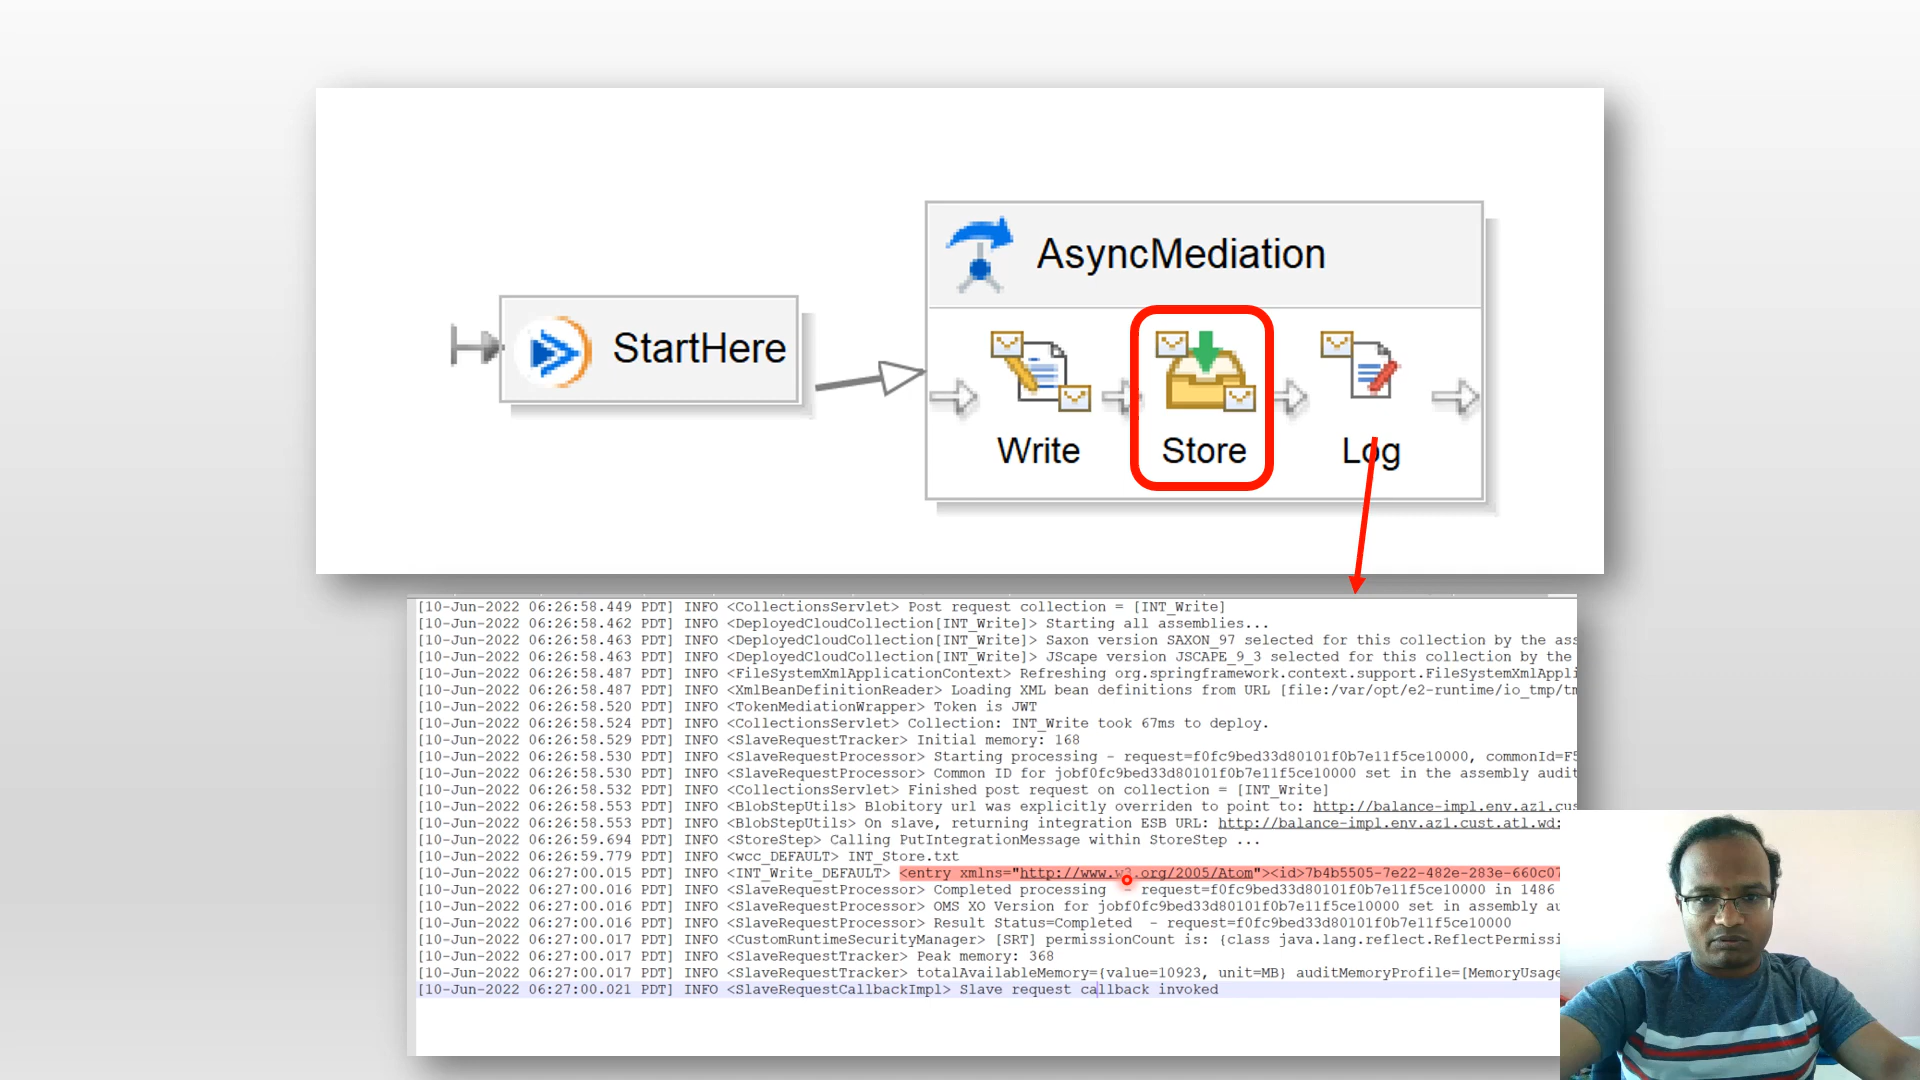 AsyncMediation
StartHere
Write
Store
Log
[10-Jun-2022 06:26:58.449 PDT] INFO <CollectionsServlet> Post request collection = [INT_Write]
[10-Jun-2022 06:26:58.462 PDT] INFO <DeployedCloudCollection[INT_Write]> Starting all assemblies...
[10-Jun-2022 06:26:58.463 PDT] INFO <DeployedCloudCollection[INT_Write]> Saxon version SAXON_97 selected for this collection by the ass
[10-Jun-2022 06:26:58.463 PDT] INFO <DeployedCloudCollection[INT_Write]> JScape version JSCAPE_9_3 selected for this collection by the
[10-Jun-2022 06:26:58.487 PDT] INFO <FileSystemXmlApplicationContext> Refreshing org.springframework.context.support.FileSystemXmlAppli
[10-Jun-2022 06:26:58.487 PDT] INFO <XmlBeanDefinitionReader> Loading XML bean definitions from URL [file:/var/opt/e2-runtime/io_tmp/tm
[10-Jun-2022 06:26:58.520 PDT] INFO <TokenMediationWrapper> Token is JWT
[10-Jun-2022 06:26:58.524 PDT] INFO <CollectionsServlet> Collection: INT_Write took 67ms to deploy.
[10-Jun-2022 06:26:58.529 PDT] INFO <SlaveRequestTracker> Initial memory: 168
[10-Jun-2022 06:26:58.530 PDT] INFO <SlaveRequestProcessor> Starting processing - request=f0fc9bed33d80101f0b7e11f5ce10000, commonId=F5
[10-Jun-2022 06:26:58.530 PDT] INFO <SlaveRequestProcessor> Common ID for jobf0fc9bed33d80101f0b7e11f5ce10000 set in the assembly audit
[10-Jun-2022 06:26:58.532 PDT] INFO <CollectionsServlet> Finished post request on collection = [INT_Write]
[10-Jun-2022 06:26:58.553 PDT] INFO <BlobStepUtils> Blobitory url was explicitly overriden to point to: http://balance-impl.env.az1.cus
[10-Jun-2022 06:26:58.553 PDT] INFO <BlobStepUtils> On slave, returning integration ESB URL: http://balance-impl.env.az1.cust.atl.wd:
[10-Jun-2022 06:26:59.694 PDT] INFO <StoreStep> Calling PutIntegrationMessage within StoreStep ...
[10-Jun-2022 06:26:59.779 PDT] INFO <wcc_DEFAULT> INT_Store.txt
[10-Jun-2022 06:27:00.015 PDT] INFO <INT_Write_DEFAULT> <entry xmlns="http://www.w3.org/2005/Atom"><id>7b4b5505-7e22-482e-283e-660c07
[10-Jun-2022 06:27:00.016 PDT] INFO <SlaveRequestProcessor> Completed processing - request=f0fc9bed33d80101f0b7e11f5ce10000 in 1486
[10-Jun-2022 06:27:00.016 PDT] INFO <SlaveRequestProcessor> OMS XO Version for jobf0fc9bed33d80101f0b7e11f5ce10000 set in assembly au
[10-Jun-2022 06:27:00.016 PDT] INFO <SlaveRequestProcessor> Result Status=Completed - request=f0fc9bed33d80101f0b7e11f5ce10000
[10-Jun-2022 06:27:00.017 PDT] INFO <CustomRuntimeSecurityManager> [SRT] permissionCount is: {class java.lang.reflect.ReflectPermissi
[10-Jun-2022 06:27:00.017 PDT] INFO <SlaveRequestTracker> Peak memory: 368
[10-Jun-2022 06:27:00.017 PDT] INFO <SlaveRequestTracker> totalAvailableMemory={value=10923, unit=MB} auditMemoryProfile=[MemoryUsage
[10-Jun-2022 06:27:00.021 PDT] INFO <SlaveRequestCallbackImpl> Slave request callback invoked